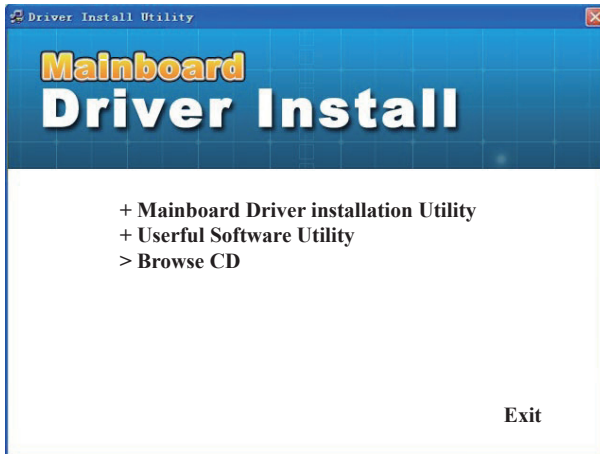 Driver Install Utility
Mainboard
Driver Install
+ Mainboard Driver installation Utility
+ Userful Software Utility
> Browse CD
Exit